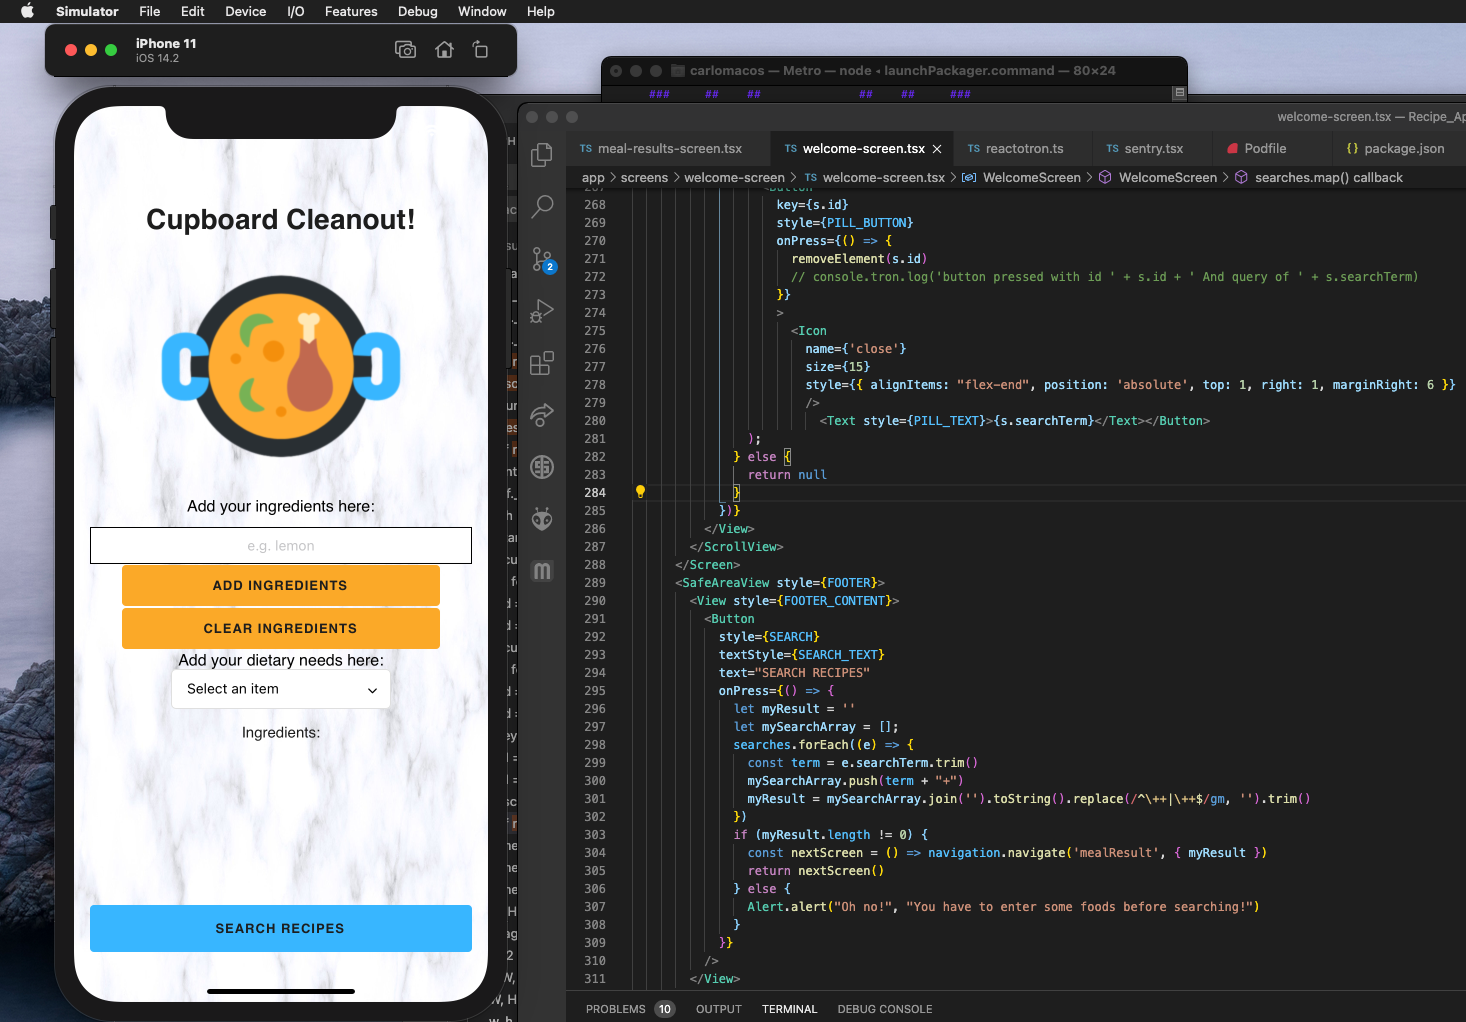 Simulator File Edit Device I/O Features Debug Window Help
iPhone 11
iOS 14.2
carlomacos — Metro — node ◂ launchPackager.command — 80×24
### ## ## ## ## ###
welcome-screen.tsx — Recipe_Ap
TS meal-results-screen.tsx TS welcome-screen.tsx × TS reactotron.ts TS sentry.tsx Podfile {} package.json
app > screens > welcome-screen > TS welcome-screen.tsx > WelcomeScreen > WelcomeScreen > searches.map() callback
Cupboard Cleanout!
Add your ingredients here:
e.g. lemon
ADD INGREDIENTS
CLEAR INGREDIENTS
Add your dietary needs here:
Select an item
Ingredients:
SEARCH RECIPES
2
267 <Button
268 key={s.id}
269 style={PILL_BUTTON}
270 onPress={() => {
271 removeElement(s.id)
272 // console.tron.log('button pressed with id ' + s.id + ' And query of ' + s.searchTerm)
273 }}
274 >
275 <Icon
276 name={'close'}
277 size={15}
278 style={{ alignItems: "flex-end", position: 'absolute', top: 1, right: 1, marginRight: 6 }}
279 />
280 <Text style={PILL_TEXT}>{s.searchTerm}</Text></Button>
281 );
282 } else {
283 return null
284 }
285 })}
286 </View>
287 </ScrollView>
288 </Screen>
289 <SafeAreaView style={FOOTER}>
290 <View style={FOOTER_CONTENT}>
291 <Button
292 style={SEARCH}
293 textStyle={SEARCH_TEXT}
294 text="SEARCH RECIPES"
295 onPress={() => {
296 let myResult = ''
297 let mySearchArray = [];
298 searches.forEach((e) => {
299 const term = e.searchTerm.trim()
300 mySearchArray.push(term + "+")
301 myResult = mySearchArray.join('').toString().replace(/^\++|\++$/gm, '').trim()
302 })
303 if (myResult.length != 0) {
304 const nextScreen = () => navigation.navigate('mealResult', { myResult })
305 return nextScreen()
306 } else {
307 Alert.alert("Oh no!", "You have to enter some foods before searching!")
308 }
309 }}
310 />
311 </View>
PROBLEMS 10 OUTPUT TERMINAL DEBUG CONSOLE